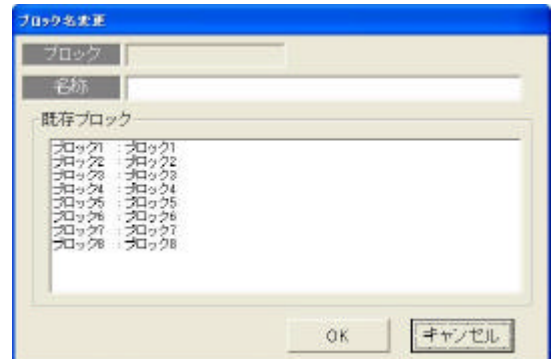 ブロック名変更
ブロック
名称
既存ブロック
ブロック1 :ブロック1
ブロック2 :ブロック2
ブロック3 :ブロック3
ブロック4 :ブロック4
ブロック5 :ブロック5
ブロック6 :ブロック6
ブロック7 :ブロック7
ブロック8 :ブロック8
OK キャンセル